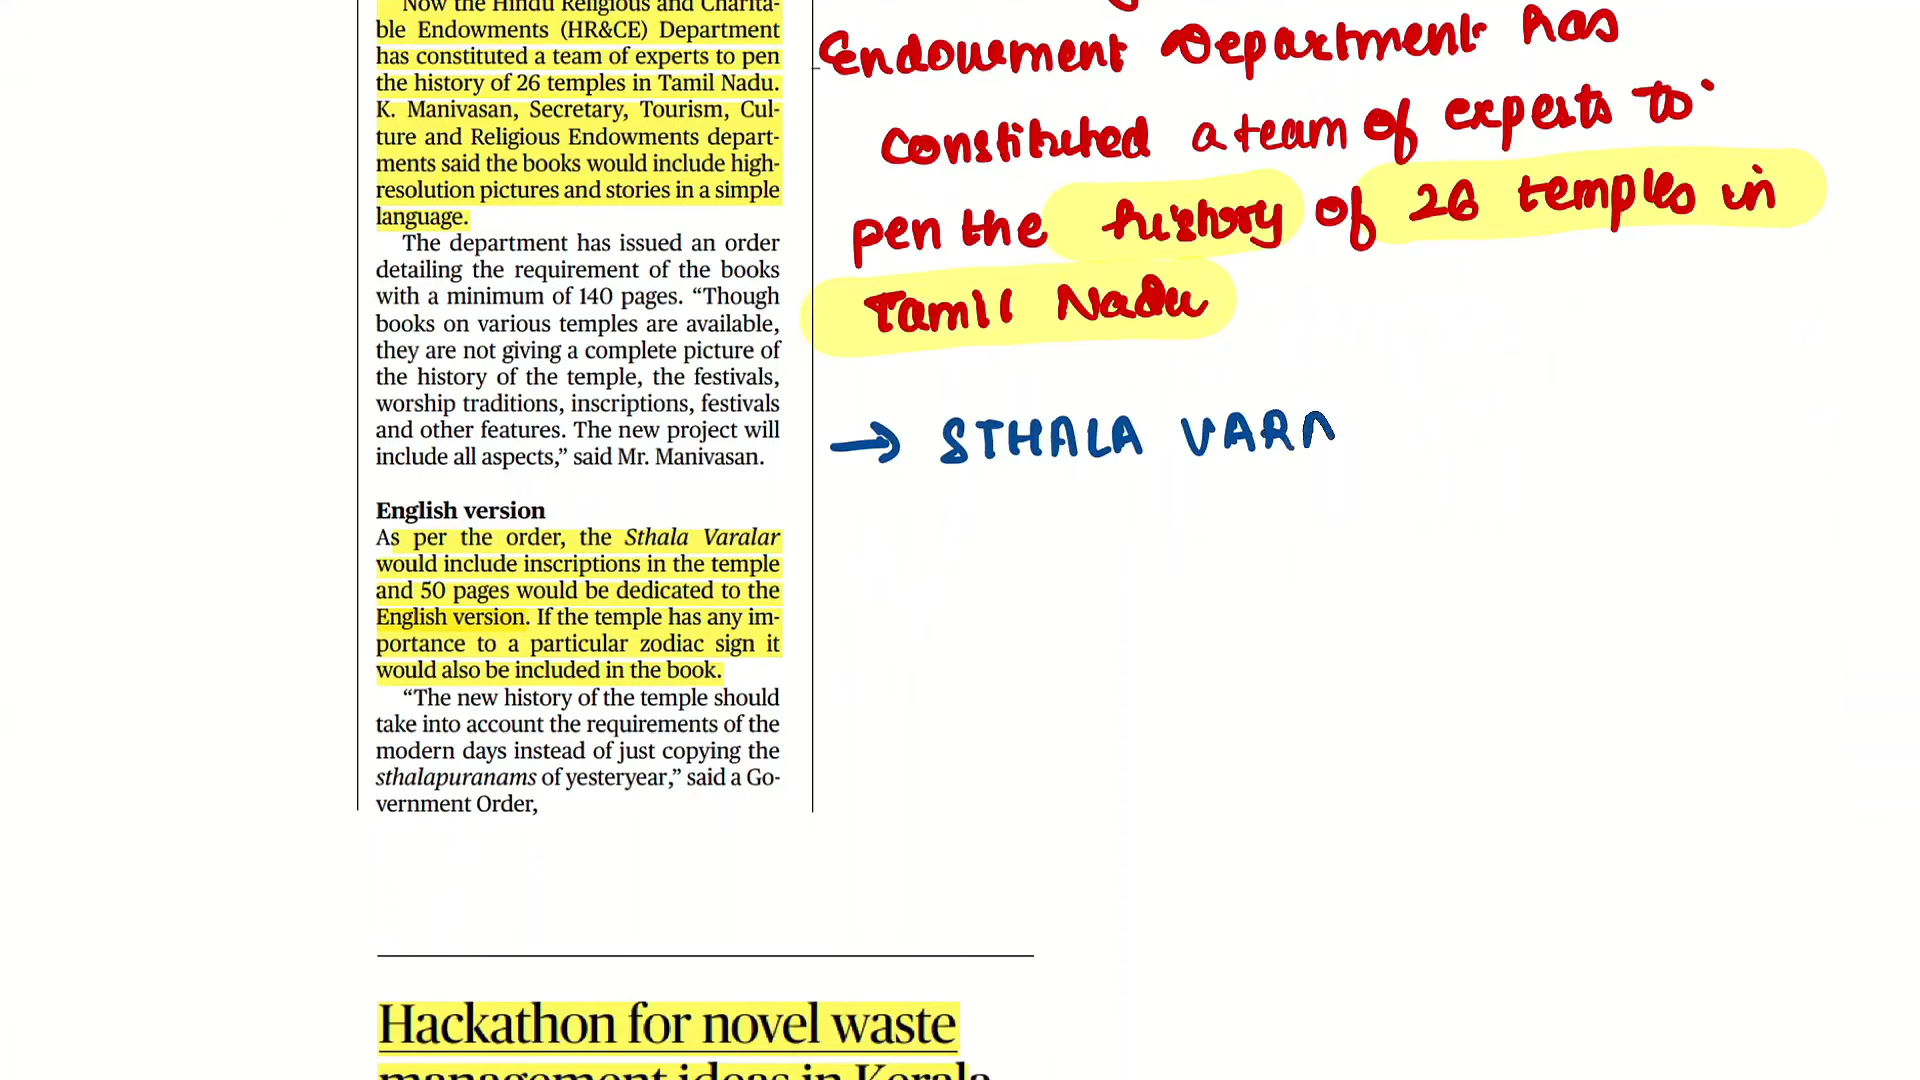 Now the Hindu Religious and Charita-
ble Endowments (HR&CE) Department
has constituted a team of experts to pen
the history of 26 temples in Tamil Nadu.
K. Manivasan, Secretary, Tourism, Cul-
ture and Religious Endowments depart-
ments said the books would include high-
resolution pictures and stories in a simple
language.
The department has issued an order
detailing the requirement of the books
with a minimum of 140 pages. “Though
books on various temples are available,
they are not giving a complete picture of
the history of the temple, the festivals,
worship traditions, inscriptions, festivals
and other features. The new project will
include all aspects,” said Mr. Manivasan.
English version
As per the order, the Sthala Varalar
would include inscriptions in the temple
and 50 pages would be dedicated to the
English version. If the temple has any im-
portance to a particular zodiac sign it
would also be included in the book.
“The new history of the temple should
take into account the requirements of the
modern days instead of just copying the
sthalapuranams of yesteryear,” said a Go-
vernment Order,
Endowment Department has
constituted a team of experts to
pen the history of 26 temples in
Tamil Nadu
→ STHALA VAR
Hackathon for novel waste
management ideas in Kerala